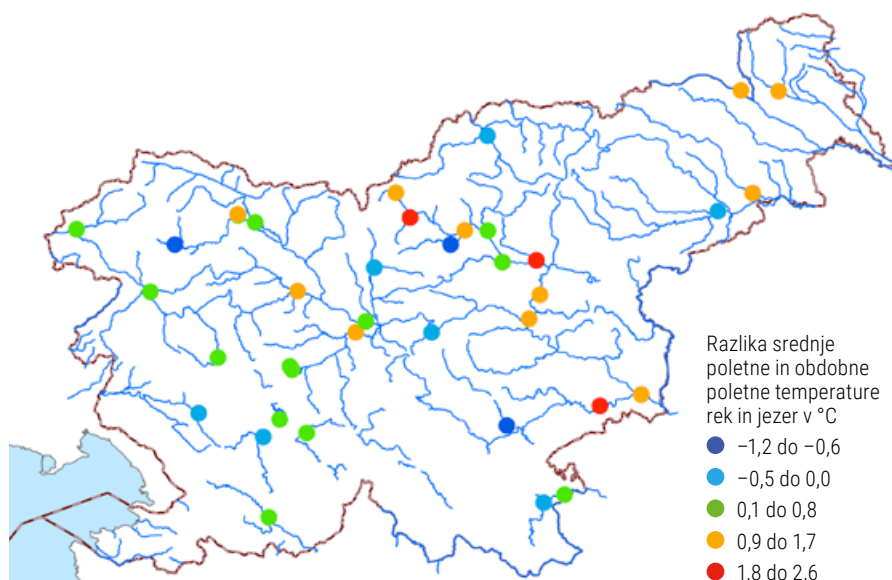 Razlika srednje
poletne in obdobne
poletne temperature
rek in jezer v °C
−1,2 do −0,6
−0,5 do 0,0
0,1 do 0,8
0,9 do 1,7
1,8 do 2,6